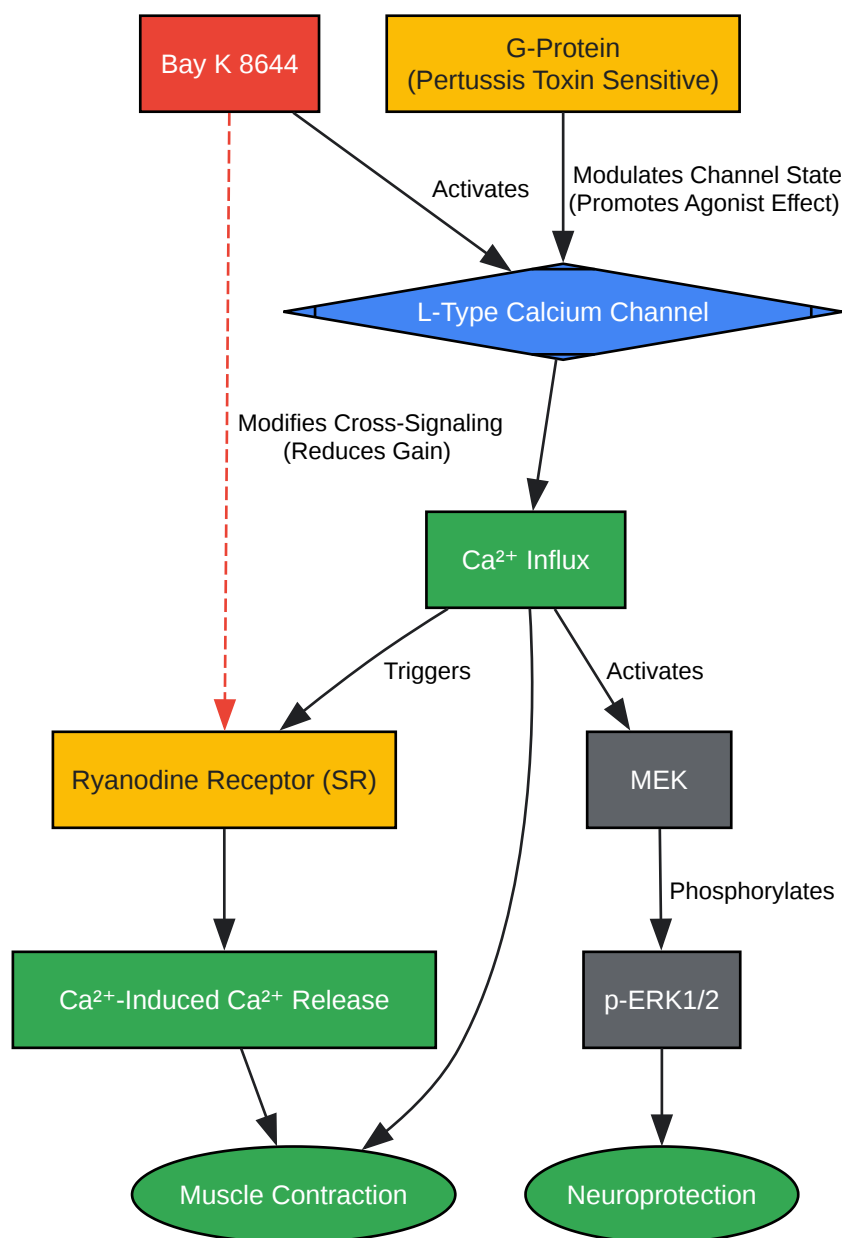 Bay K 8644
G-Protein
(Pertussis Toxin Sensitive)
Activates
Modulates Channel State
(Promotes Agonist Effect)
L-Type Calcium Channel
Modifies Cross-Signaling
(Reduces Gain)
Ca²⁺ Influx
Triggers
Activates
Ryanodine Receptor (SR)
MEK
Phosphorylates
Ca²⁺-Induced Ca²⁺ Release
p-ERK1/2
Muscle Contraction
Neuroprotection